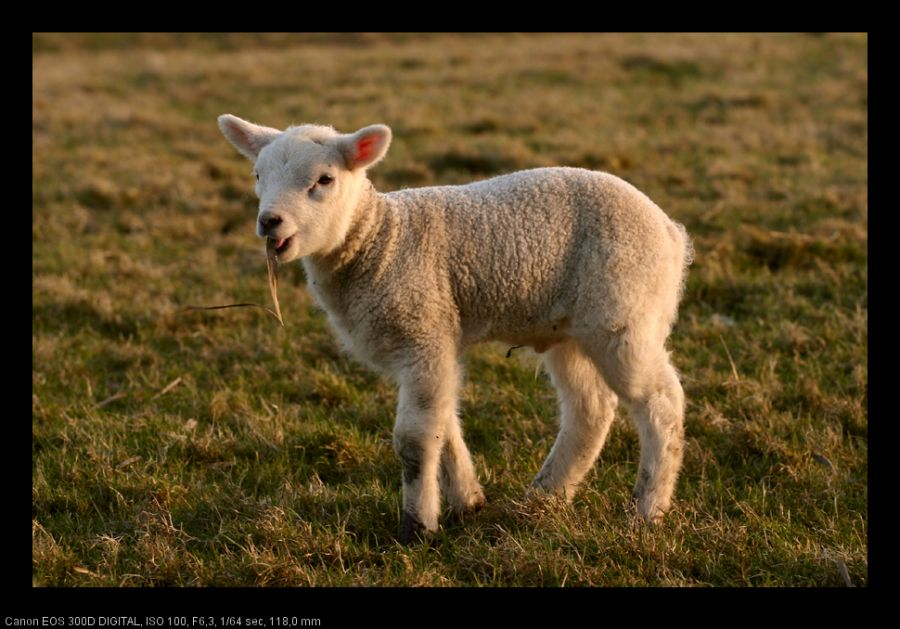 Canon EOS 300D DIGITAL, ISO 100, F6,3, 1/64 sec, 118,0 mm